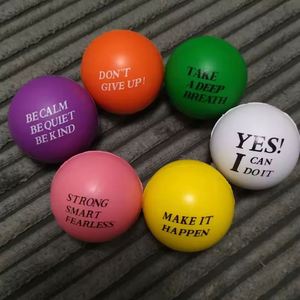 DON'T
GIVE UP!
TAKE
A DEEP
BREATH
BE CALM
BE QUIET
BE KIND
YES!
I CAN
DO IT
STRONG
SMART
FEARLESS
MAKE IT
HAPPEN